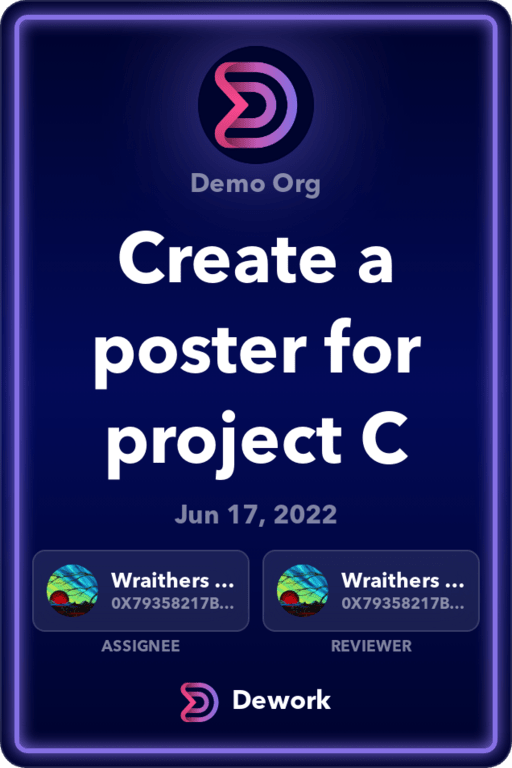 Demo Org
Create a
poster for
project C
Jun 17, 2022
Wraithers ... Wraithers ...
0X79358217B... 0X79358217B...
ASSIGNEE REVIEWER
Dework